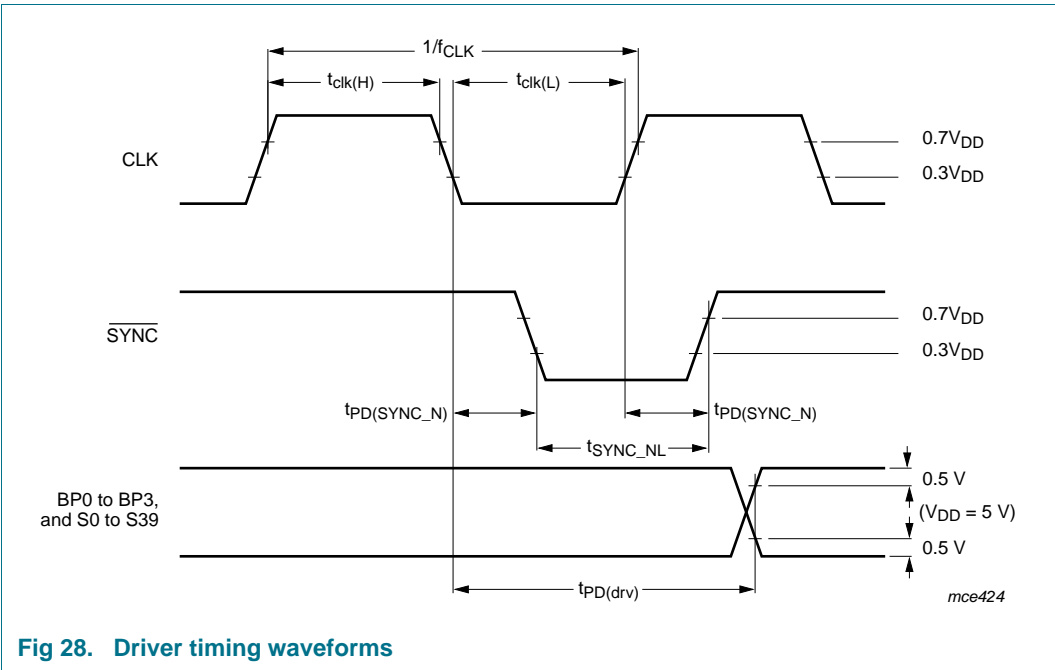 1/fCLK
tclk(H)
tclk(L)
CLK
0.7VDD
0.3VDD
SYNC
0.7VDD
0.3VDD
tPD(SYNC_N)
tPD(SYNC_N)
tSYNC_NL
BP0 to BP3,
and S0 to S39
0.5 V
(VDD = 5 V)
0.5 V
tPD(drv)
mce424
Fig 28. Driver timing waveforms